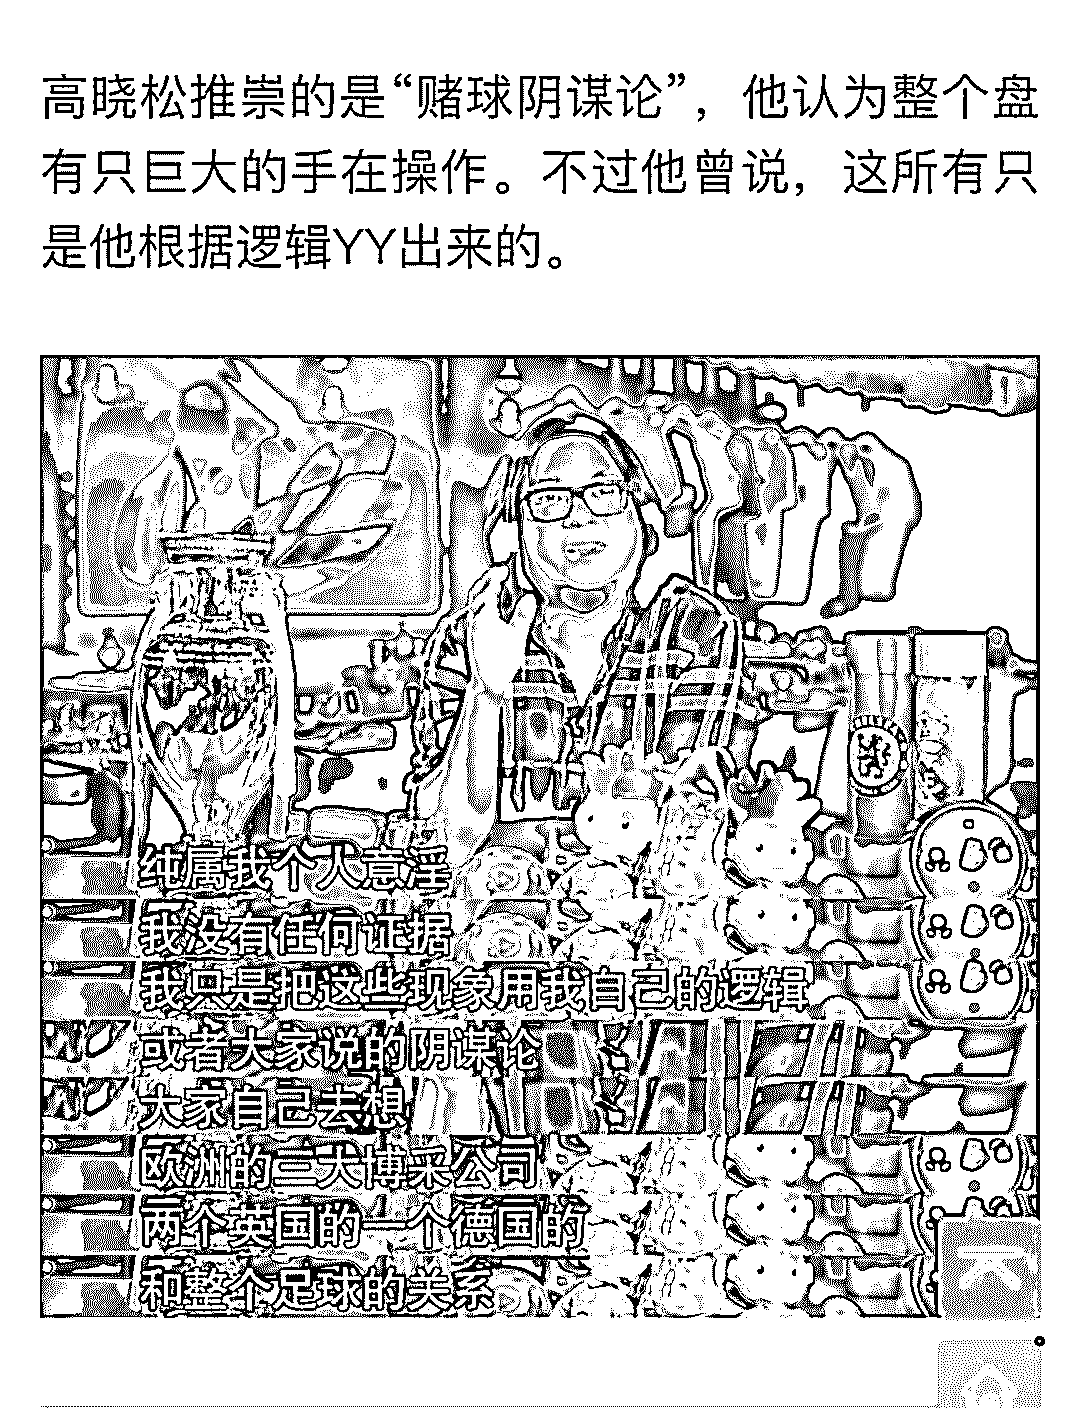 高晓松推崇的是“赌球阴谋论”，他认为整个盘
有只巨大的手在操作。不过他曾说，这所有只
是他根据逻辑YY出来的。
纯属我个人意淫
我没有任何证据
我只是把这些现象用我自己的逻辑
或者大家说的阴谋论
大家自己去想
欧洲的三大博采公司
两个英国的一个德国的
和整个足球的关系